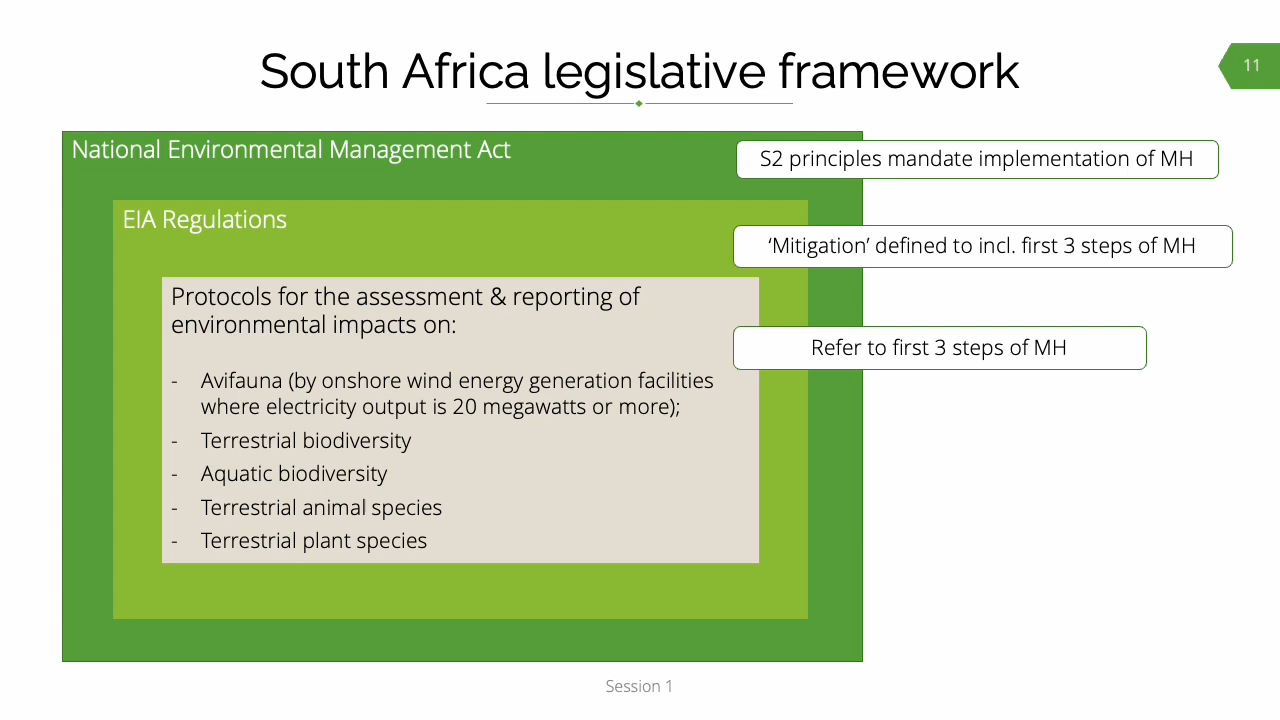 South Africa legislative framework
11
National Environmental Management Act
S2 principles mandate implementation of MH
EIA Regulations
‘Mitigation’ defined to incl. first 3 steps of MH
Protocols for the assessment & reporting of
environmental impacts on:
Refer to first 3 steps of MH
- Avifauna (by onshore wind energy generation facilities
where electricity output is 20 megawatts or more);
- Terrestrial biodiversity
- Aquatic biodiversity
- Terrestrial animal species
- Terrestrial plant species
Session 1